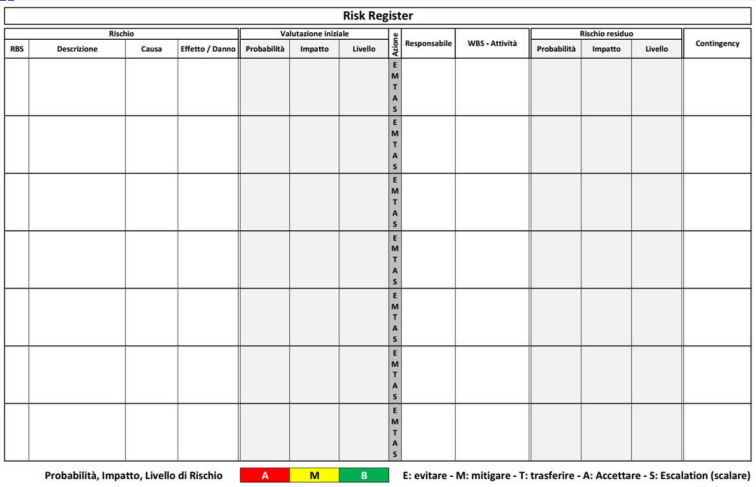 Risk Register
Rischio Valutazione iniziale Azione Responsabile WBS - Attività Rischio residuo Contingency
RBS Descrizione Causa Effetto / Danno Probabilità Impatto Livello Probabilità Impatto Livello
E
M
T
A
S
E
M
T
A
S
E
M
T
A
S
E
M
T
A
S
E
M
T
A
S
E
M
T
A
S
E
M
T
A
S
Probabilità, Impatto, Livello di Rischio A M B E: evitare - M: mitigare - T: trasferire - A: Accettare - S: Escalation (scalare)